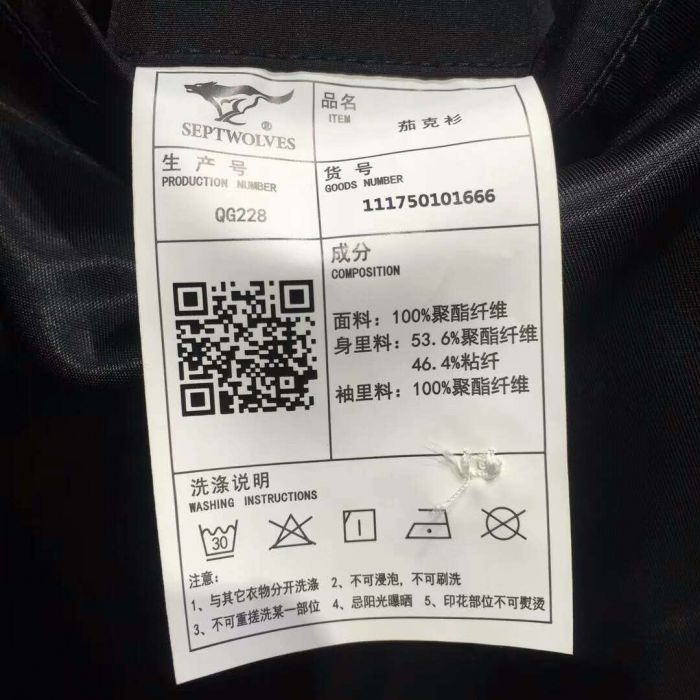 SEPTWOLVES®
品名
ITEM
茄克衫
生产号
PRODUCTION NUMBER
QG228
货号
GOODS NUMBER
111750101666
成分
COMPOSITION
面料：100%聚酯纤维
身里料：53.6%聚酯纤维
46.4%粘纤
袖里料：100%聚酯纤维
洗涤说明
WASHING INSTRUCTIONS
30
注意：
1、与其它衣物分开洗涤 2、不可浸泡，不可刷洗
3、不可重搓洗某一部位 4、忌阳光曝晒 5、印花部位不可熨烫